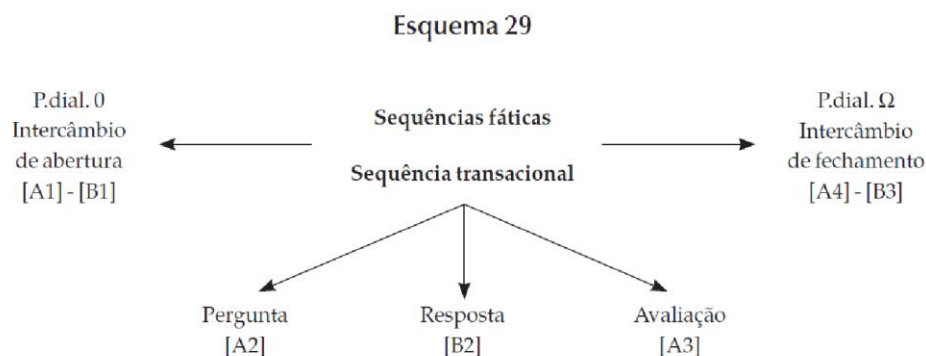 Esquema 29
P.dial. 0
Intercâmbio
de abertura
[A1] - [B1]
Sequências fáticas
Sequência transacional
P.dial. Ω
Intercâmbio
de fechamento
[A4] - [B3]
Pergunta
[A2]
Resposta
[B2]
Avaliação
[A3]